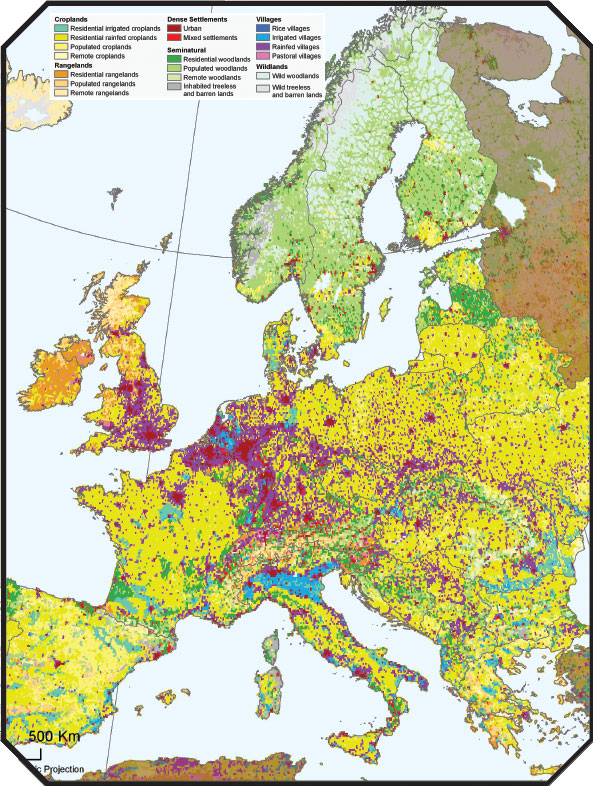 Croplands
Residential irrigated croplands
Residential rainfed croplands
Populated croplands
Remote croplands
Rangelands
Residential rangelands
Populated rangelands
Remote rangelands
Dense Settlements
Urban
Mixed settlements
Seminatural
Residential woodlands
Populated woodlands
Remote woodlands
Inhabited treeless
and barren lands
Villages
Rice villages
Irrigated villages
Rainfed villages
Pastoral villages
Wildlands
Wild woodlands
Wild treeless
and barren lands
500 Km
Projection